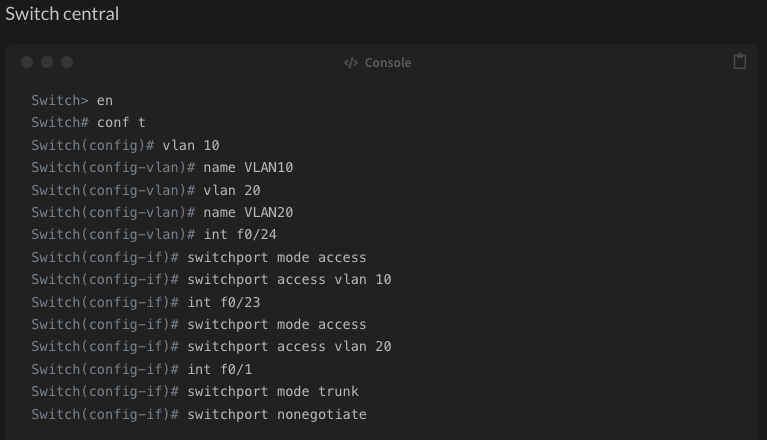 Switch central
</> Console
Switch> en
Switch# conf t
Switch(config)# vlan 10
Switch(config-vlan)# name VLAN10
Switch(config-vlan)# vlan 20
Switch(config-vlan)# name VLAN20
Switch(config-vlan)# int f0/24
Switch(config-if)# switchport mode access
Switch(config-if)# switchport access vlan 10
Switch(config-if)# int f0/23
Switch(config-if)# switchport mode access
Switch(config-if)# switchport access vlan 20
Switch(config-if)# int f0/1
Switch(config-if)# switchport mode trunk
Switch(config-if)# switchport nonegotiate